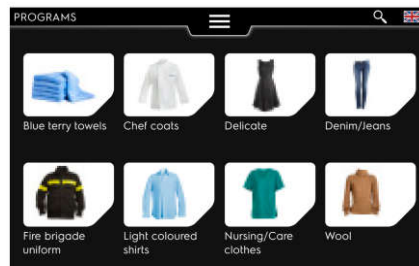 PROGRAMS
Blue terry towels
Chef coats
Delicate
Denim/Jeans
Fire brigade
uniform
Light coloured
shirts
Nursing/Care
clothes
Wool